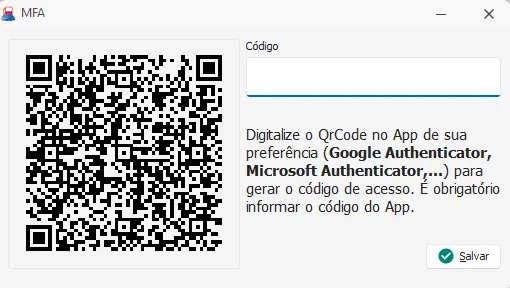 MFA
Código
Digitalize o QrCode no App de sua
preferência (Google Authenticator,
Microsoft Authenticator,...) para
gerar o código de acesso. É obrigatório
informar o código do App.
Salvar